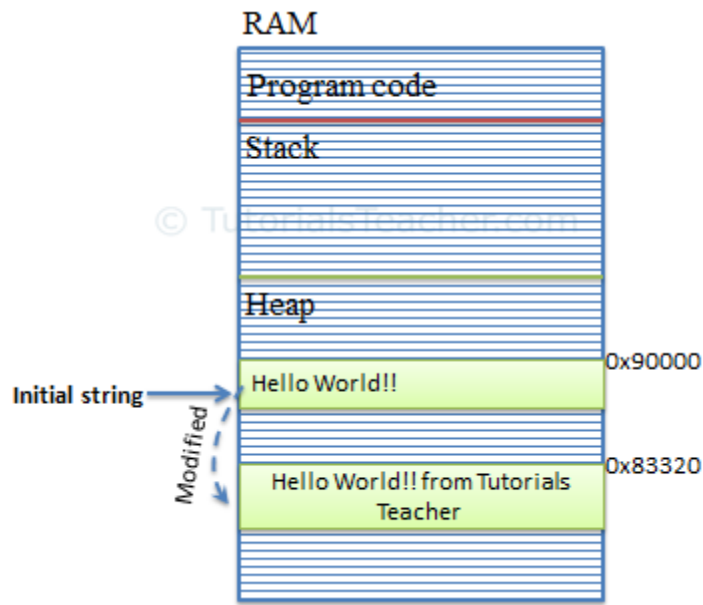 RAM
Program code
Stack
© TutorialsTeacher.com
Heap
0x90000
Hello World!!
Initial string
Modified
0x83320
Hello World!! from Tutorials
Teacher